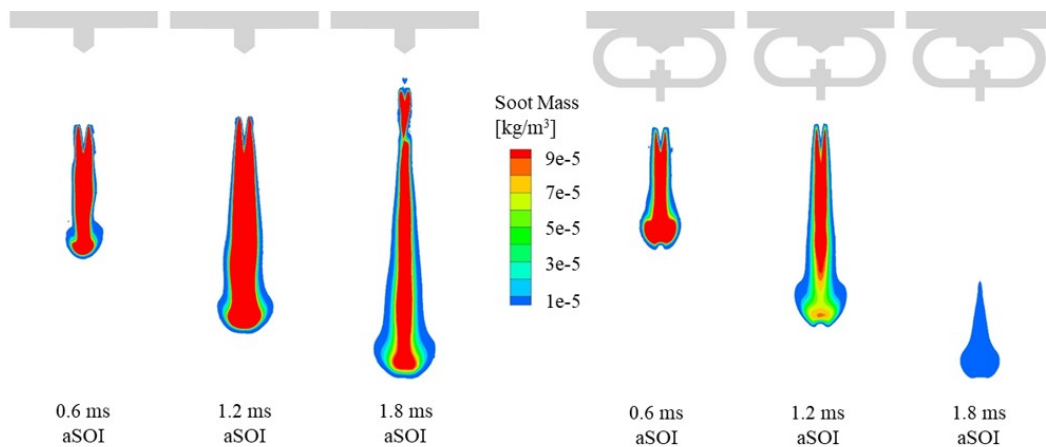 Soot Mass
[kg/m³]
9e-5
7e-5
5e-5
3e-5
1e-5
0.6 ms
aSOI
1.2 ms
aSOI
1.8 ms
aSOI
0.6 ms
aSOI
1.2 ms
aSOI
1.8 ms
aSOI